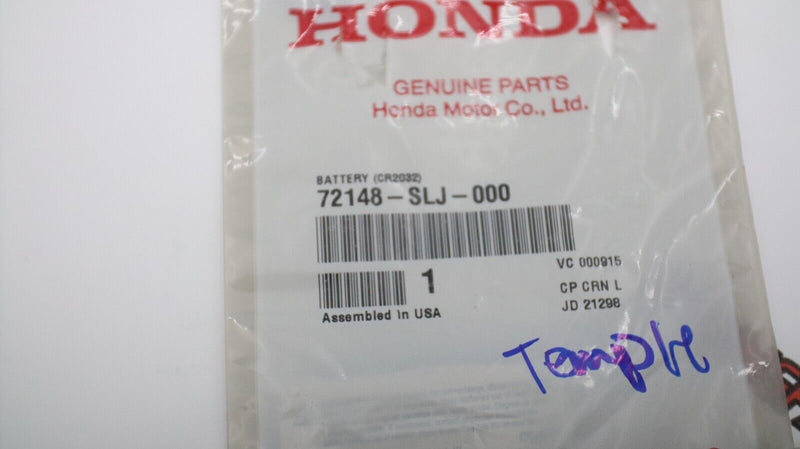 HONDA
GENUINE PARTS
Honda Motor Co., Ltd.
BATTERY (CR2032)
72148-SLJ-000
VC 000915
1
CP CRN L
JD 21298
Assembled in USA
Temple